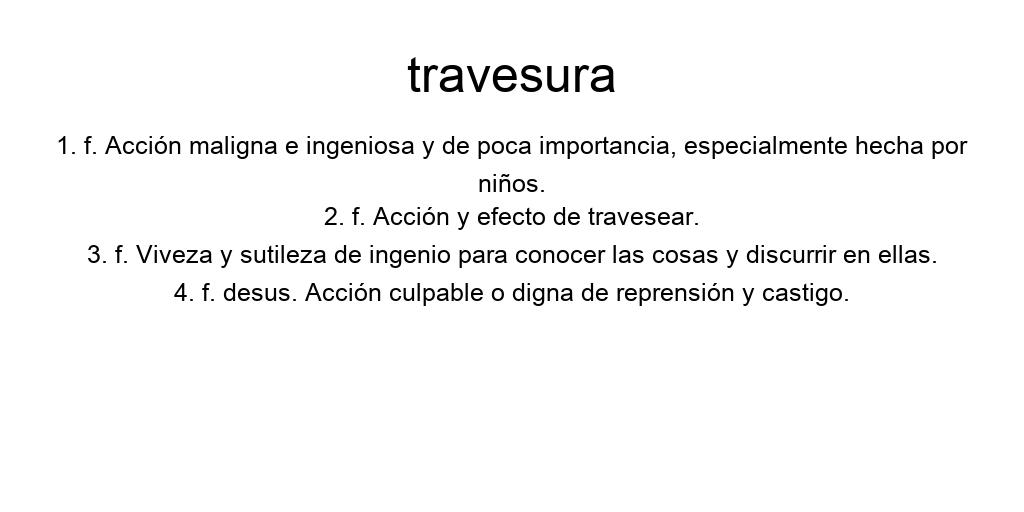 travesura
1. f. Acción maligna e ingeniosa y de poca importancia, especialmente hecha por
niños.
2. f. Acción y efecto de travesear.
3. f. Viveza y sutileza de ingenio para conocer las cosas y discurrir en ellas.
4. f. desus. Acción culpable o digna de reprensión y castigo.